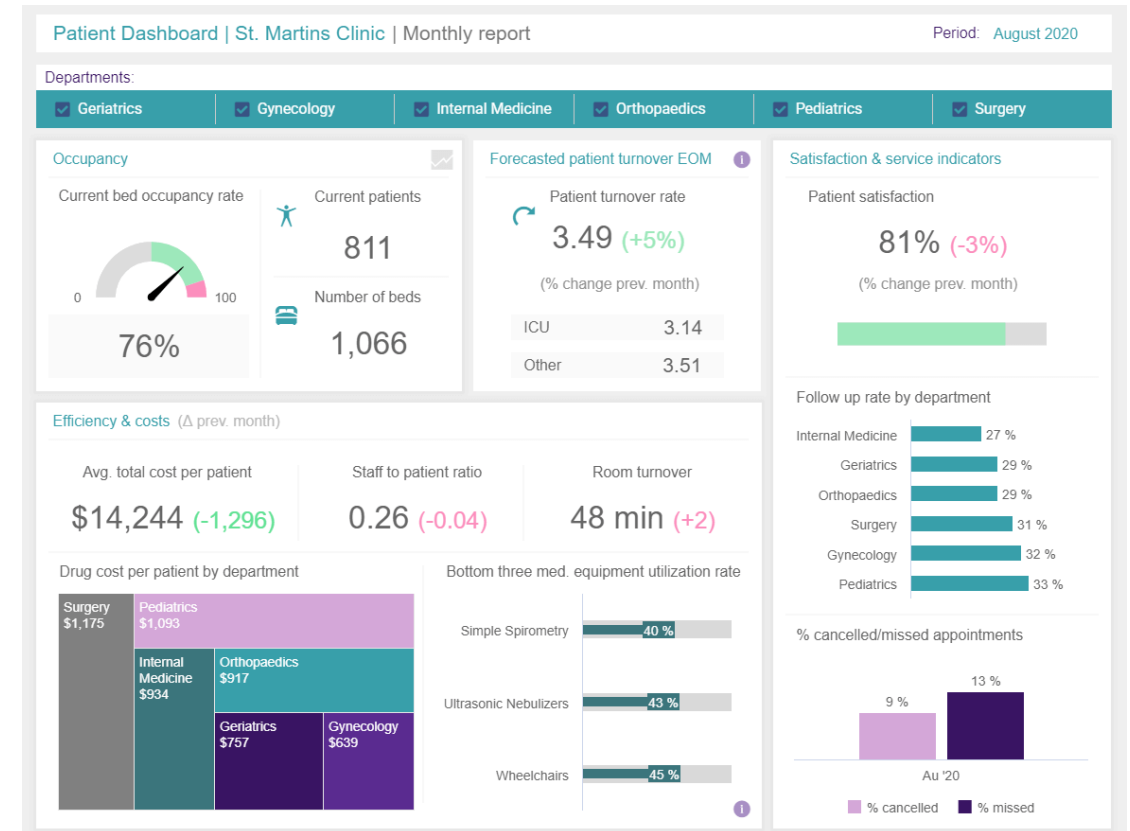 Patient Dashboard | St. Martins Clinic | Monthly report
Period: August 2020
Departments:
Geriatrics
Gynecology
Internal Medicine
Orthopaedics
Pediatrics
Surgery
Occupancy
Current bed occupancy rate
0
100
76%
Current patients
811
Number of beds
1,066
Forecasted patient turnover EOM
i
Patient turnover rate
3.49 (+5%)
(% change prev. month)
ICU 3.14
Other 3.51
Satisfaction & service indicators
Patient satisfaction
81% (-3%)
(% change prev. month)
Follow up rate by department
Internal Medicine 27 %
Geriatrics 29 %
Orthopaedics 29 %
Surgery 31 %
Gynecology 32 %
Pediatrics 33 %
% cancelled/missed appointments
9 %
13 %
Au '20
% cancelled
% missed
Efficiency & costs (Δ prev. month)
Avg. total cost per patient
$14,244 (-1,296)
Staff to patient ratio
0.26 (-0.04)
Room turnover
48 min (+2)
Drug cost per patient by department
Surgery
$1,175
Pediatrics
$1,093
Internal
Medicine
$934
Orthopaedics
$917
Geriatrics
$757
Gynecology
$639
Bottom three med. equipment utilization rate
Simple Spirometry 40 %
Ultrasonic Nebulizers 43 %
Wheelchairs 45 %
i